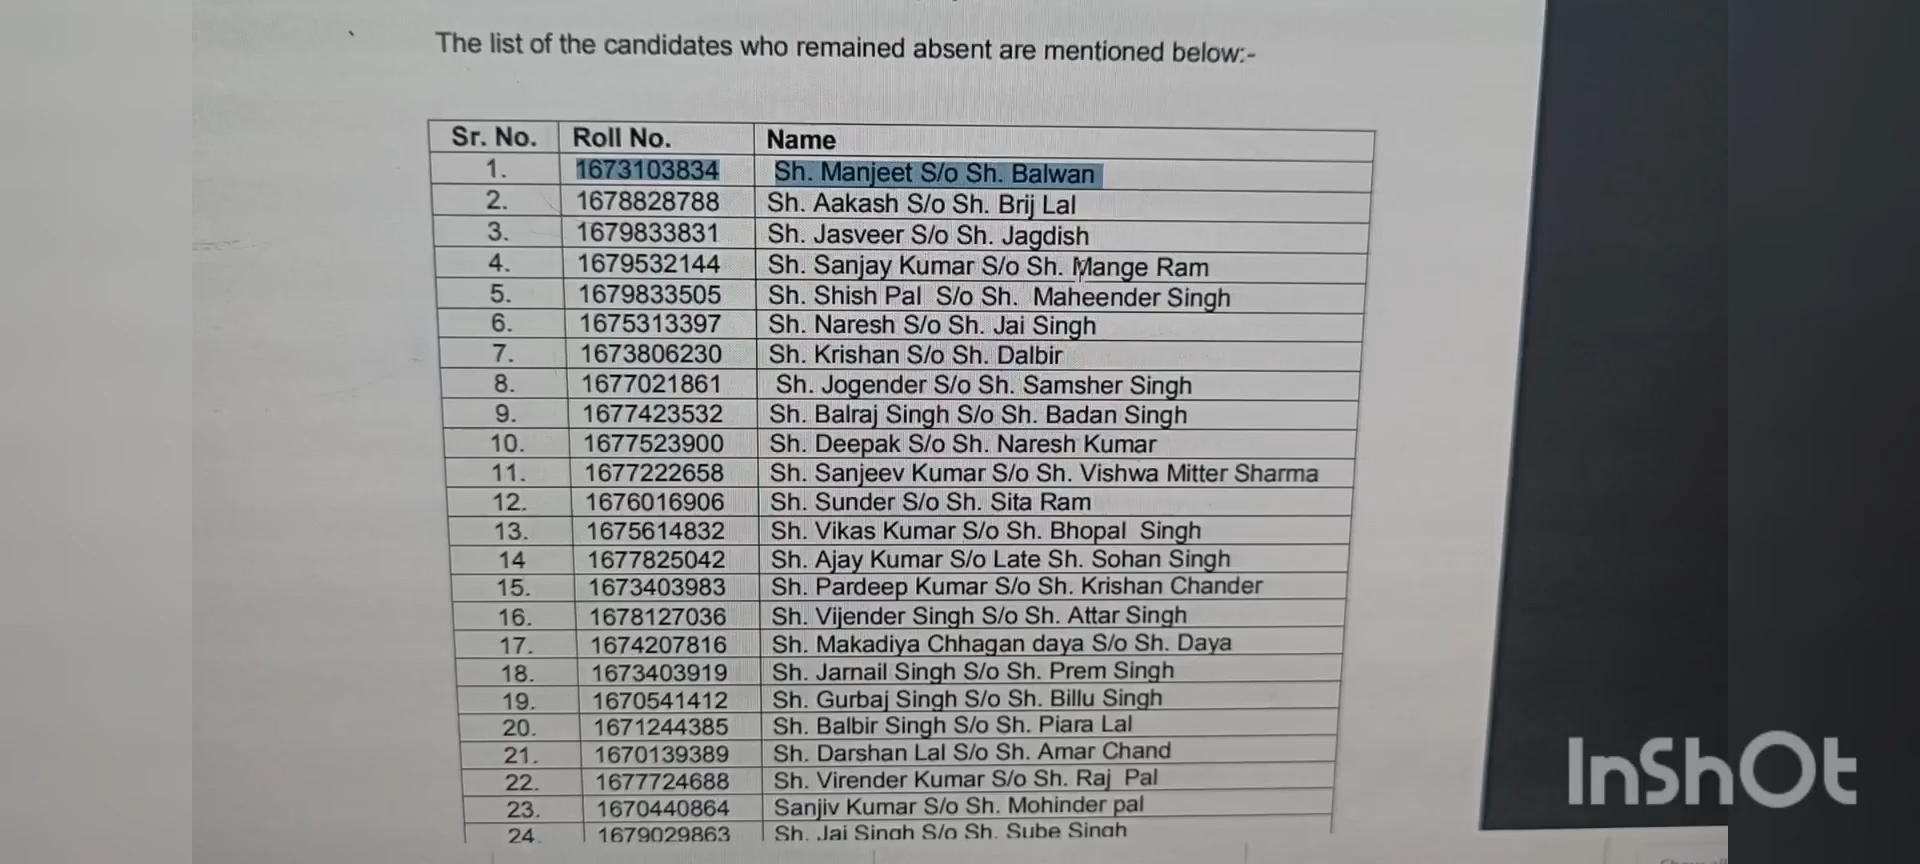 The list of the candidates who remained absent are mentioned below:-
Sr. No. Roll No. Name
1. 1673103834 Sh. Manjeet S/o Sh. Balwan
2. 1678828788 Sh. Aakash S/o Sh. Brij Lal
3. 1679833831 Sh. Jasveer S/o Sh. Jagdish
4. 1679532144 Sh. Sanjay Kumar S/o Sh. Mange Ram
5. 1679833505 Sh. Shish Pal S/o Sh. Maheender Singh
6. 1675313397 Sh. Naresh S/o Sh. Jai Singh
7. 1673806230 Sh. Krishan S/o Sh. Dalbir
8. 1677021861 Sh. Jogender S/o Sh. Samsher Singh
9. 1677423532 Sh. Balraj Singh S/o Sh. Badan Singh
10. 1677523900 Sh. Deepak S/o Sh. Naresh Kumar
11. 1677222658 Sh. Sanjeev Kumar S/o Sh. Vishwa Mitter Sharma
12. 1676016906 Sh. Sunder S/o Sh. Sita Ram
13. 1675614832 Sh. Vikas Kumar S/o Sh. Bhopal Singh
14 1677825042 Sh. Ajay Kumar S/o Late Sh. Sohan Singh
15. 1673403983 Sh. Pardeep Kumar S/o Sh. Krishan Chander
16. 1678127036 Sh. Vijender Singh S/o Sh. Attar Singh
17. 1674207816 Sh. Makadiya Chhagan daya S/o Sh. Daya
18. 1673403919 Sh. Jarnail Singh S/o Sh. Prem Singh
19. 1670541412 Sh. Gurbaj Singh S/o Sh. Billu Singh
20. 1671244385 Sh. Balbir Singh S/o Sh. Piara Lal
21. 1670139389 Sh. Darshan Lal S/o Sh. Amar Chand
22. 1677724688 Sh. Virender Kumar S/o Sh. Raj Pal
23. 1670440864 Sanjiv Kumar S/o Sh. Mohinder pal
24. 1679029863 Sh. Jai Singh S/o Sh. Sube Singh
InShOt